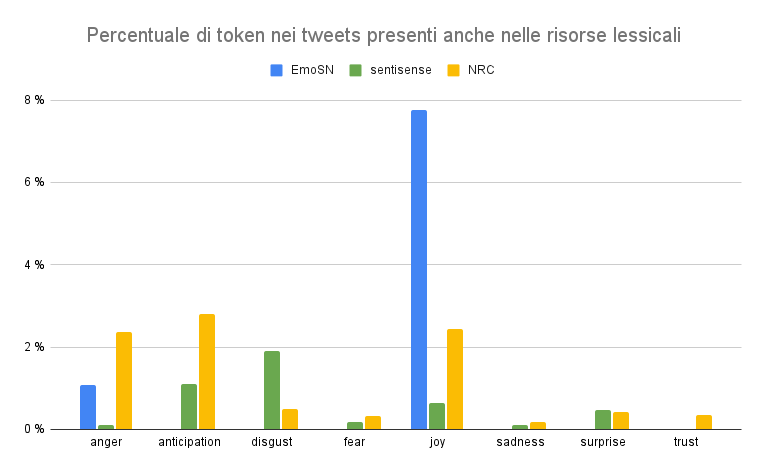 Percentuale di token nei tweets presenti anche nelle risorse lessicali
EmoSN sentisense NRC
8 %
6 %
4 %
2 %
0 %
anger anticipation disgust fear joy sadness surprise trust